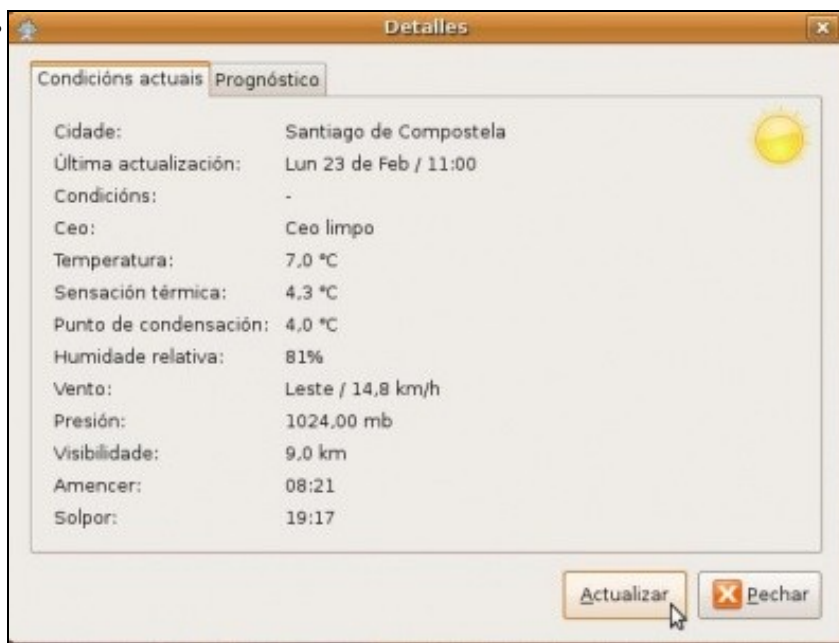 Detalles
Condicións actuais Prognóstico
Cidade: Santiago de Compostela
Última actualización: Lun 23 de Feb / 11:00
Condicións: -
Ceo: Ceo limpo
Temperatura: 7,0 °C
Sensación térmica: 4,3 °C
Punto de condensación: 4,0 °C
Humidade relativa: 81%
Vento: Leste / 14,8 km/h
Presión: 1024,00 mb
Visibilidade: 9,0 km
Amencer: 08:21
Solpor: 19:17
Actualizar Pechar